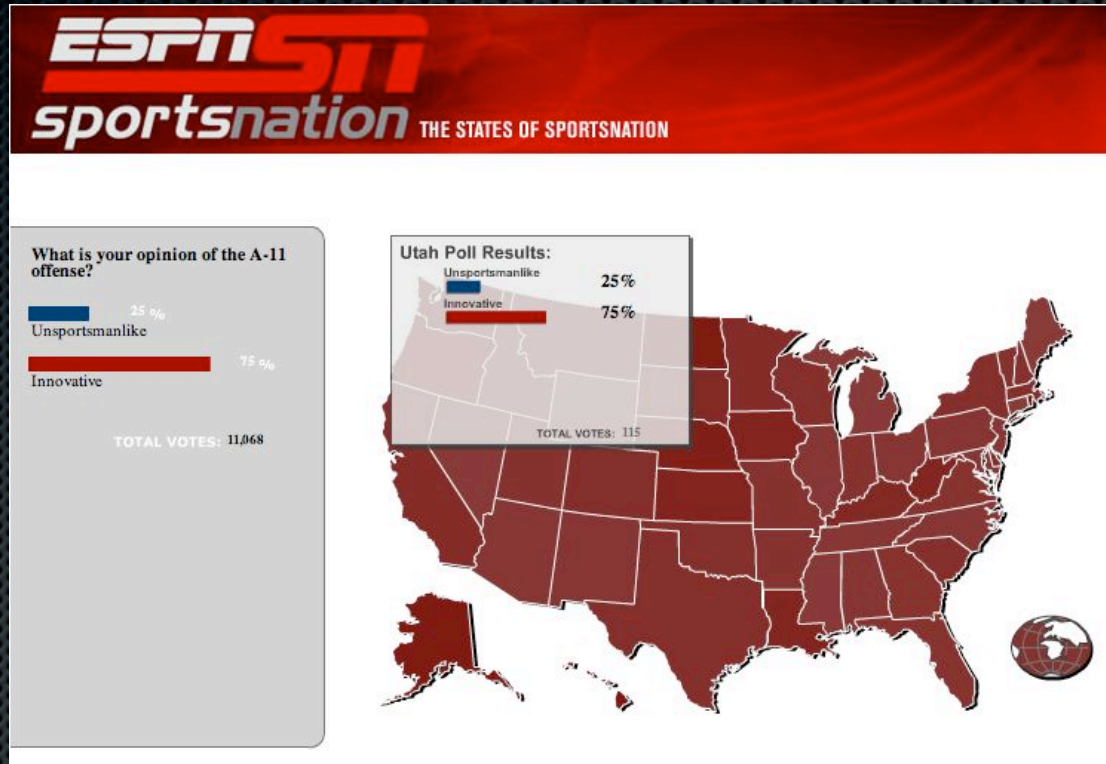 ESPN SN
sportsnation THE STATES OF SPORTSNATION
What is your opinion of the A-11
offense?
25 %
Unsportsmanlike
75 %
Innovative
TOTAL VOTES: 11,068
Utah Poll Results:
Unsportsmanlike
25%
Innovative
75%
TOTAL VOTES: 115